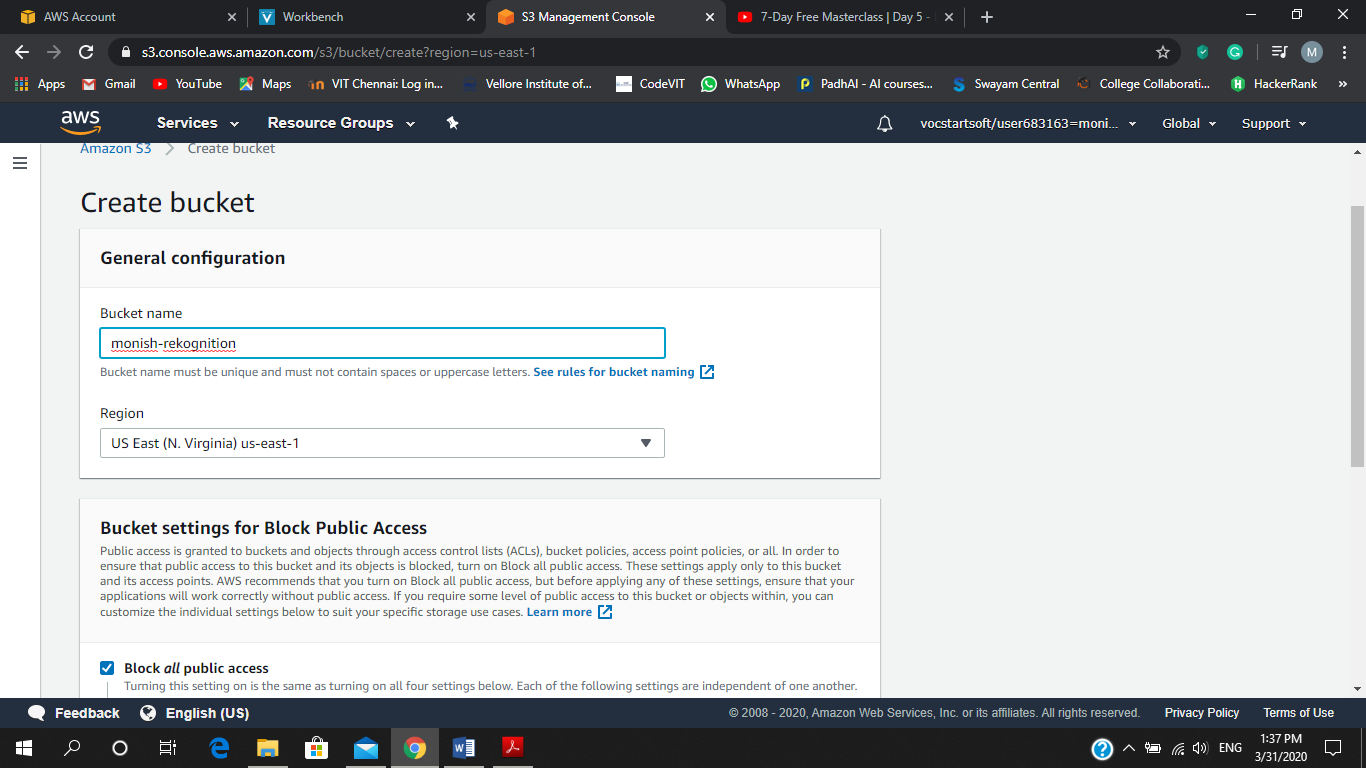 AWS Account
Workbench
S3 Management Console
7-Day Free Masterclass | Day 5 -
s3.console.aws.amazon.com/s3/bucket/create?region=us-east-1
M
Apps
Gmail
YouTube
Maps
VIT Chennai: Log in...
Vellore Institute of...
CodeVIT
WhatsApp
PadhAI - AI courses...
Swayam Central
College Collaborati...
HackerRank
»
aws
Services
Resource Groups
vocstartsoft/user683163=moni...
Global
Support
Amazon S3 > Create bucket
Create bucket
General configuration
Bucket name
monish-rekognition
Bucket name must be unique and must not contain spaces or uppercase letters. See rules for bucket naming
Region
US East (N. Virginia) us-east-1
Bucket settings for Block Public Access
Public access is granted to buckets and objects through access control lists (ACLs), bucket policies, access point policies, or all. In order to
ensure that public access to this bucket and its objects is blocked, turn on Block all public access. These settings apply only to this bucket
and its access points. AWS recommends that you turn on Block all public access, but before applying any of these settings, ensure that your
applications will work correctly without public access. If you require some level of public access to this bucket or objects within, you can
customize the individual settings below to suit your specific storage use cases. Learn more
Block all public access
Turning this setting on is the same as turning on all four settings below. Each of the following settings are independent of one another.
Feedback
English (US)
© 2008 - 2020, Amazon Web Services, Inc. or its affiliates. All rights reserved.
Privacy Policy
Terms of Use
ENG
1:37 PM
3/31/2020